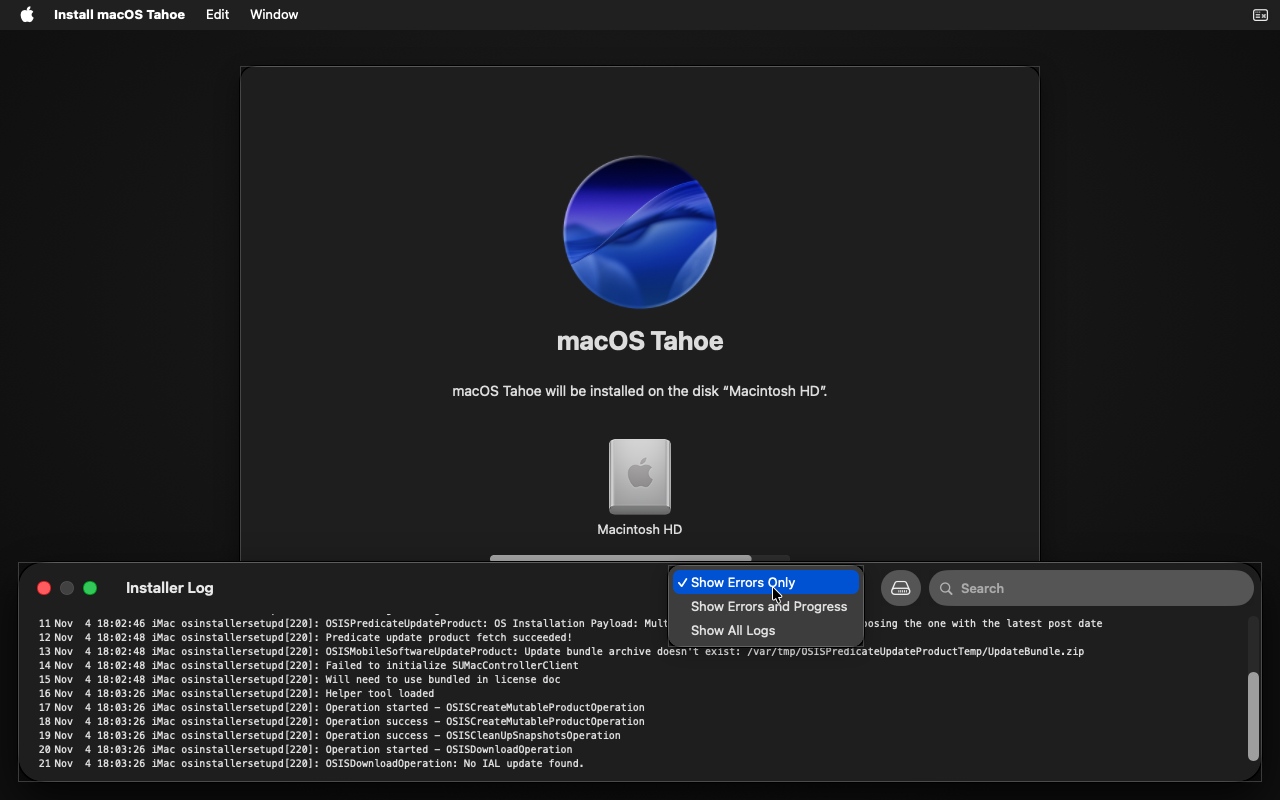 Install macOS Tahoe Edit Window
macOS Tahoe
macOS Tahoe will be installed on the disk “Macintosh HD”.
Macintosh HD
Installer Log
Show Errors Only
Show Errors and Progress
Show All Logs
Search
11 Nov 4 18:02:46 iMac osinstallersetupd[220]: OSISPredicateUpdateProduct: OS Installation Payload: osing the one with the latest post date
12 Nov 4 18:02:48 iMac osinstallersetupd[220]: Predicate update product fetch succeeded!
13 Nov 4 18:02:48 iMac osinstallersetupd[220]: OSISMobileSoftwareUpdateProduct: Update bundle archive doesn't exist: /var/tmp/OSISPredicateUpdateProductTemp/UpdateBundle.zip
14 Nov 4 18:02:48 iMac osinstallersetupd[220]: Failed to initialize SUMacControllerClient
15 Nov 4 18:02:48 iMac osinstallersetupd[220]: Will need to use bundled in license doc
16 Nov 4 18:03:26 iMac osinstallersetupd[220]: Helper tool loaded
17 Nov 4 18:03:26 iMac osinstallersetupd[220]: Operation started – OSISCreateMutableProductOperation
18 Nov 4 18:03:26 iMac osinstallersetupd[220]: Operation success – OSISCreateMutableProductOperation
19 Nov 4 18:03:26 iMac osinstallersetupd[220]: Operation success – OSISCleanUpSnapshotsOperation
20 Nov 4 18:03:26 iMac osinstallersetupd[220]: Operation started – OSISDownloadOperation
21 Nov 4 18:03:26 iMac osinstallersetupd[220]: OSISDownloadOperation: No IAL update found.